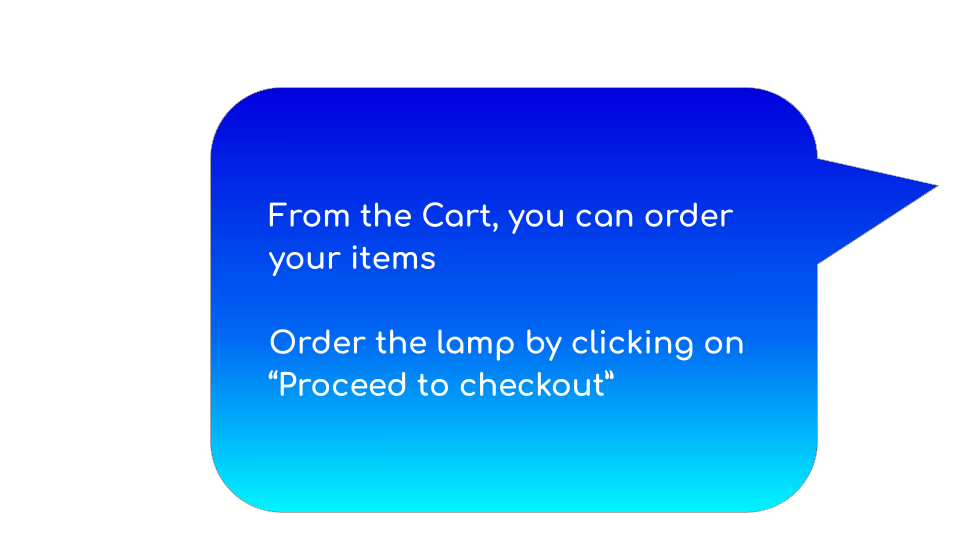 From the Cart, you can order
your items
Order the lamp by clicking on
“Proceed to checkout”